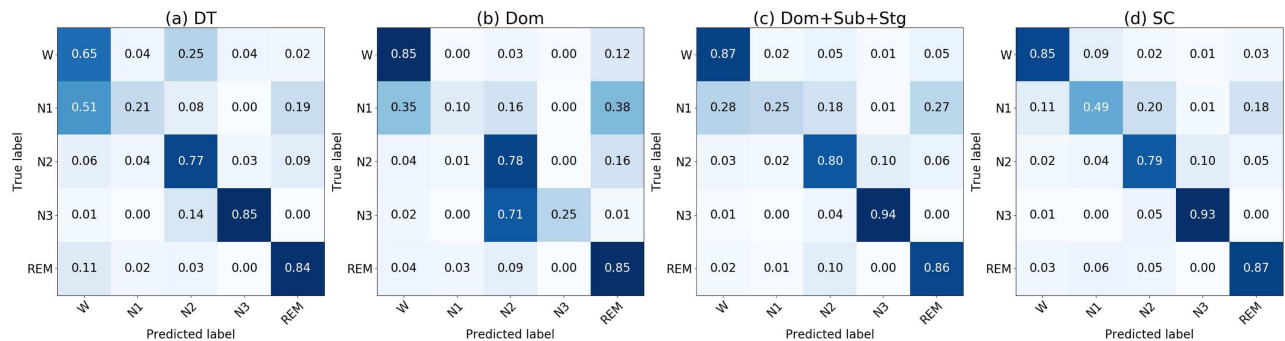 (a) DT
True label
W 0.65 0.04 0.25 0.04 0.02
N1 0.51 0.21 0.08 0.00 0.19
N2 0.06 0.04 0.77 0.03 0.09
N3 0.01 0.00 0.14 0.85 0.00
REM 0.11 0.02 0.03 0.00 0.84
W N1 N2 N3 REM
Predicted label
(b) Dom
True label
0.85 0.00 0.03 0.00 0.12
0.35 0.10 0.16 0.00 0.38
0.04 0.01 0.78 0.00 0.16
0.02 0.00 0.71 0.25 0.01
0.04 0.03 0.09 0.00 0.85
W N1 N2 N3 REM
Predicted label
(c) Dom+Sub+Stg
True label
0.87 0.02 0.05 0.01 0.05
0.28 0.25 0.18 0.01 0.27
0.03 0.02 0.80 0.10 0.06
0.01 0.00 0.04 0.94 0.00
0.02 0.01 0.10 0.00 0.86
W N1 N2 N3 REM
Predicted label
(d) SC
True label
0.85 0.09 0.02 0.01 0.03
0.11 0.49 0.20 0.01 0.18
0.02 0.04 0.79 0.10 0.05
0.01 0.00 0.05 0.93 0.00
0.03 0.06 0.05 0.00 0.87
W N1 N2 N3 REM
Predicted label